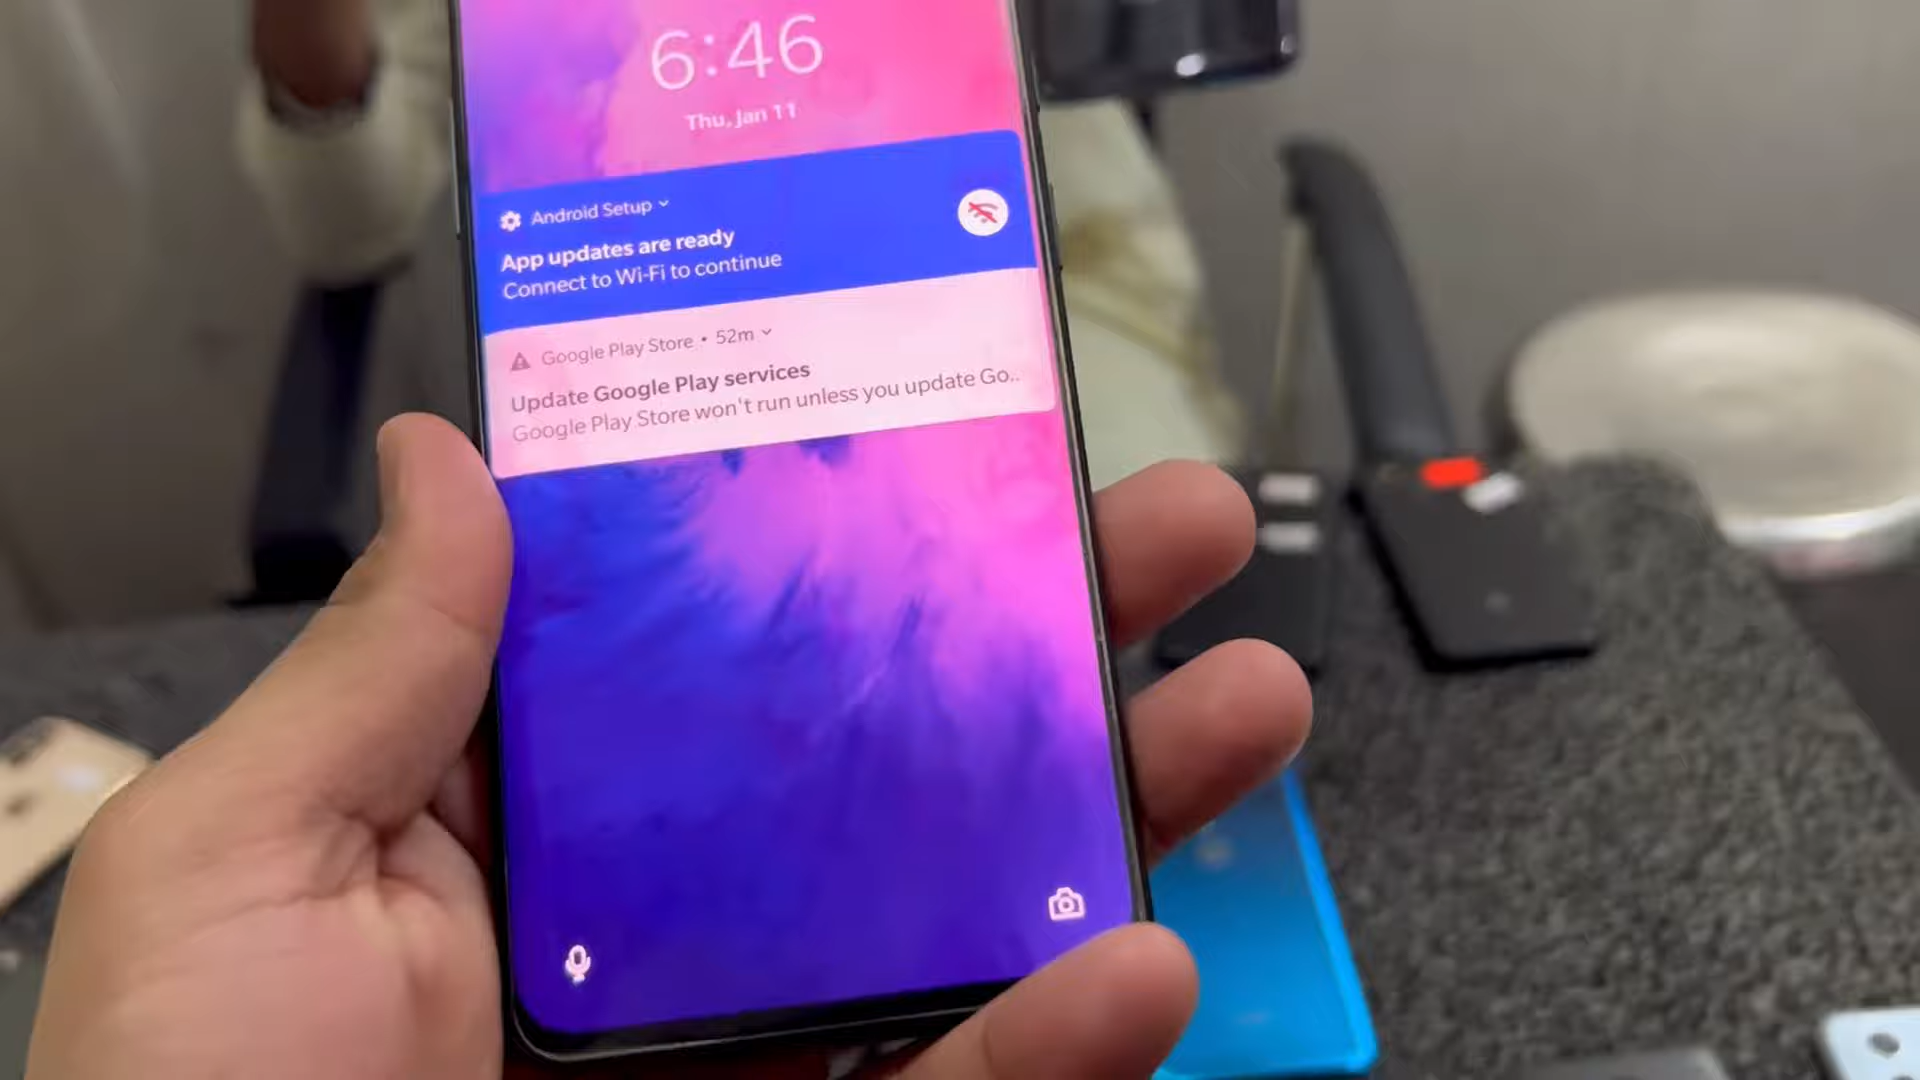 6:46
Thu, Jan 11
Android Setup
App updates are ready
Connect to Wi-Fi to continue
Google Play Store • 52m
Update Google Play services
Google Play Store won't run unless you update Go..